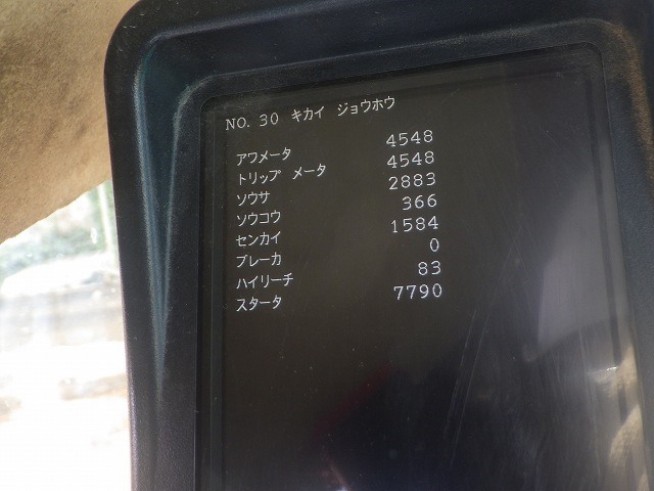 NO. 30 キカイ ジョウホウ
アワメータ 4548
トリップ メータ 4548
ソウサ 2883
ソウコウ 366
センカイ 1584
ブレーカ 0
ハイリーチ 83
スタータ 7790